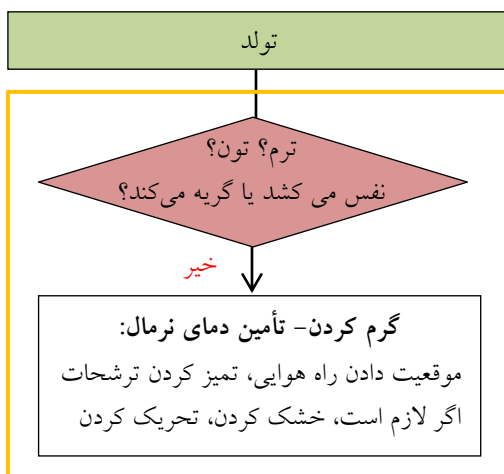 تولد
ترم؟ تون؟
نفس می کشد یا گریه می‌کند؟
خیر
گرم کردن- تأمین دمای نرمال:
موقعیت دادن راه هوایی، تمیز کردن ترشحات
اگر لازم است، خشک کردن، تحریک کردن